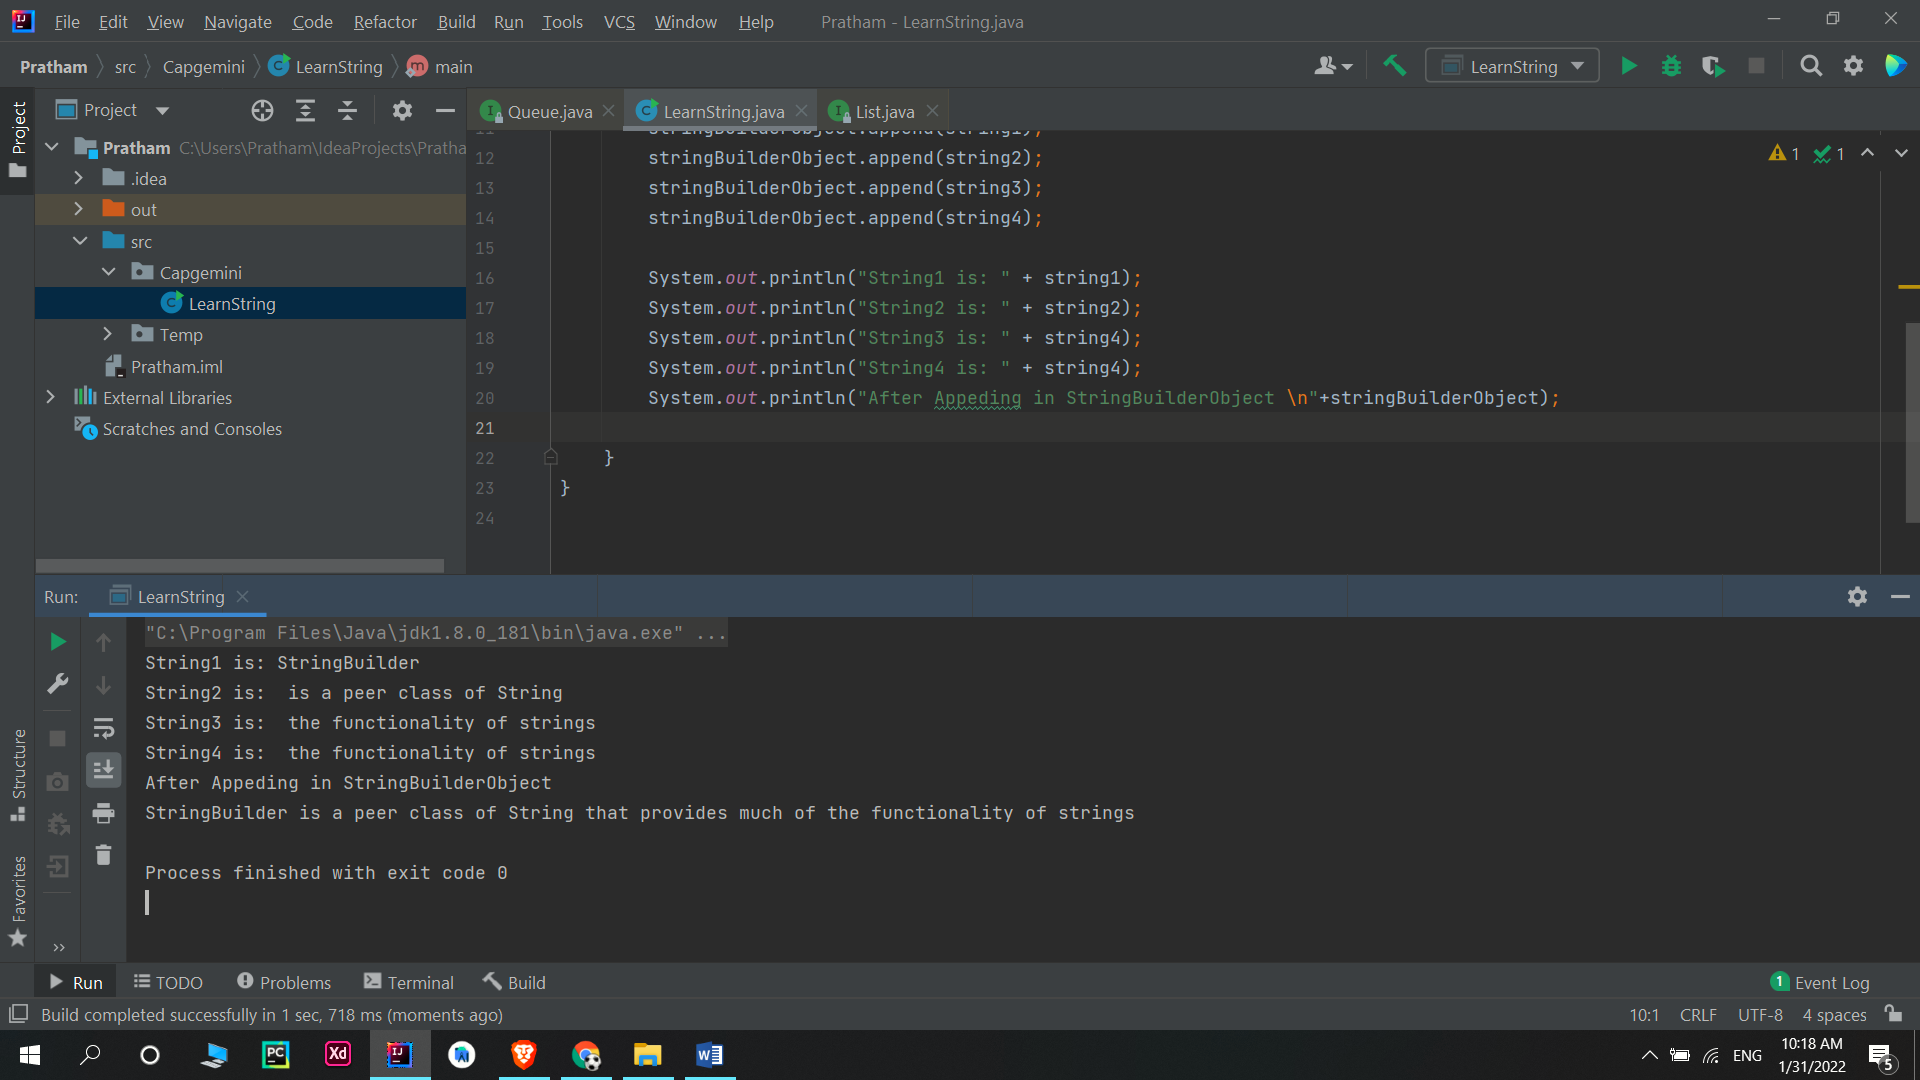 File Edit View Navigate Code Refactor Build Run Tools VCS Window Help Pratham - LearnString.java
Pratham src Capgemini LearnString main LearnString
Project
Project
Queue.java LearnString.java List.java
Pratham C:\Users\Pratham\IdeaProjects\Pratha
.idea
out
src
Capgemini
LearnString
Temp
Pratham.iml
External Libraries
Scratches and Consoles
11 stringBuilderObject.append(string1);
12 stringBuilderObject.append(string2);
13 stringBuilderObject.append(string3);
14 stringBuilderObject.append(string4);
15
16 System.out.println("String1 is: " + string1);
17 System.out.println("String2 is: " + string2);
18 System.out.println("String3 is: " + string4);
19 System.out.println("String4 is: " + string4);
20 System.out.println("After Appeding in StringBuilderObject \n"+stringBuilderObject);
21
22 }
23 }
24
1 1
Run: LearnString
"C:\Program Files\Java\jdk1.8.0_181\bin\java.exe" ...
String1 is: StringBuilder
String2 is:  is a peer class of String
String3 is:  the functionality of strings
String4 is:  the functionality of strings
After Appeding in StringBuilderObject
StringBuilder is a peer class of String that provides much of the functionality of strings
Process finished with exit code 0
Structure
Favorites
Run TODO Problems Terminal Build 1 Event Log
Build completed successfully in 1 sec, 718 ms (moments ago) 10:1 CRLF UTF-8 4 spaces
PC Xd IJ W ENG 10:18 AM
1/31/2022 5